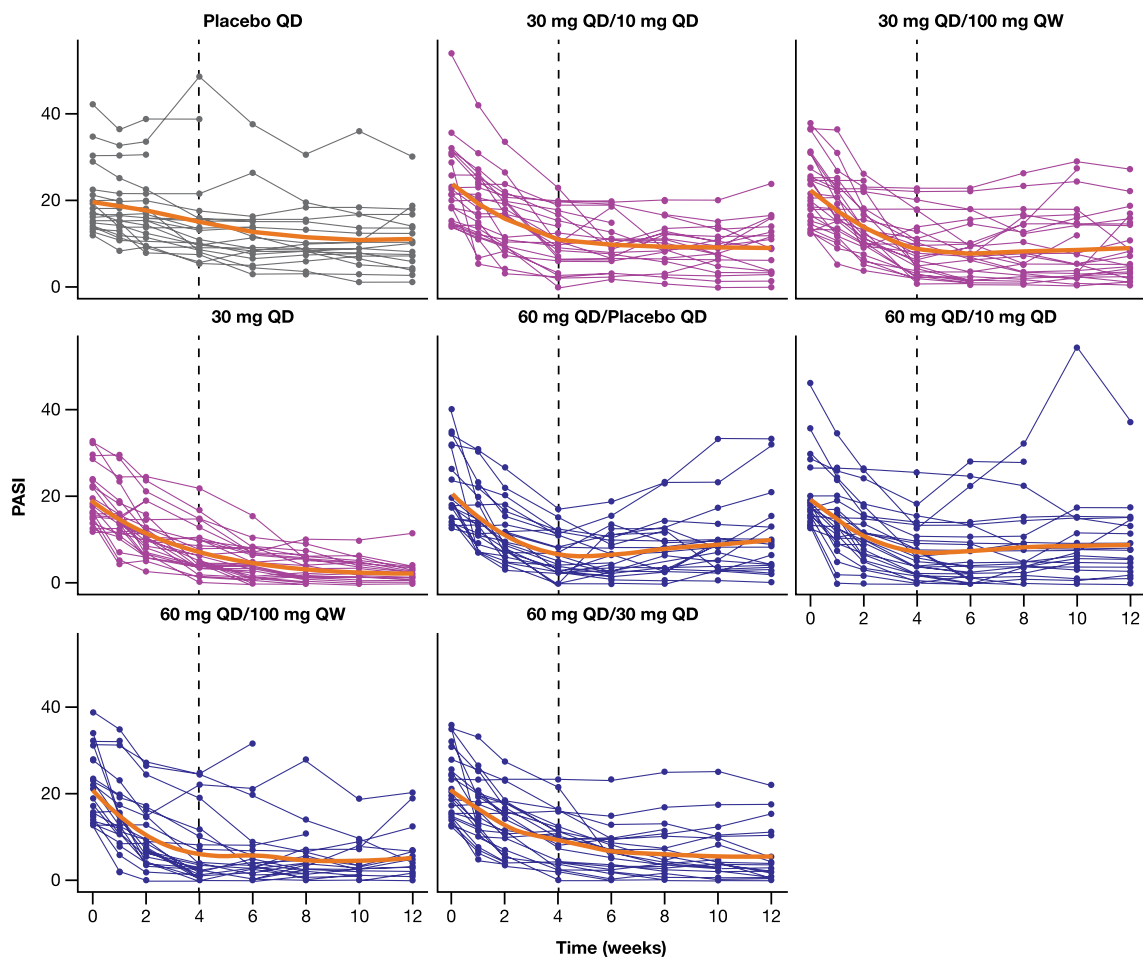 Placebo QD
30 mg QD/10 mg QD
30 mg QD/100 mg QW
40
20
0
30 mg QD
60 mg QD/Placebo QD
60 mg QD/10 mg QD
PASI
40
20
0
0 2 4 6 8 10 12
60 mg QD/100 mg QW
60 mg QD/30 mg QD
40
20
0
0 2 4 6 8 10 12
0 2 4 6 8 10 12
Time (weeks)